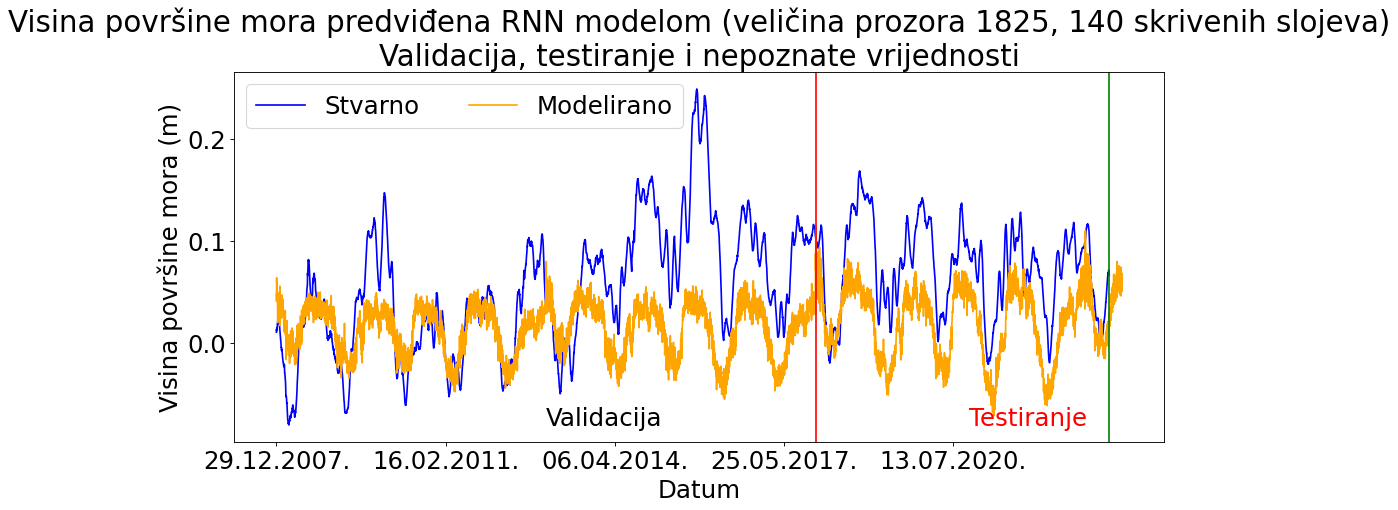 Visina površine mora predviđena RNN modelom (veličina prozora 1825, 140 skrivenih slojeva)
Validacija, testiranje i nepoznate vrijednosti
Stvarno
Modelirano
Visina površine mora (m)
0.2
0.1
0.0
Validacija
Testiranje
29.12.2007.
16.02.2011.
06.04.2014.
25.05.2017.
13.07.2020.
Datum